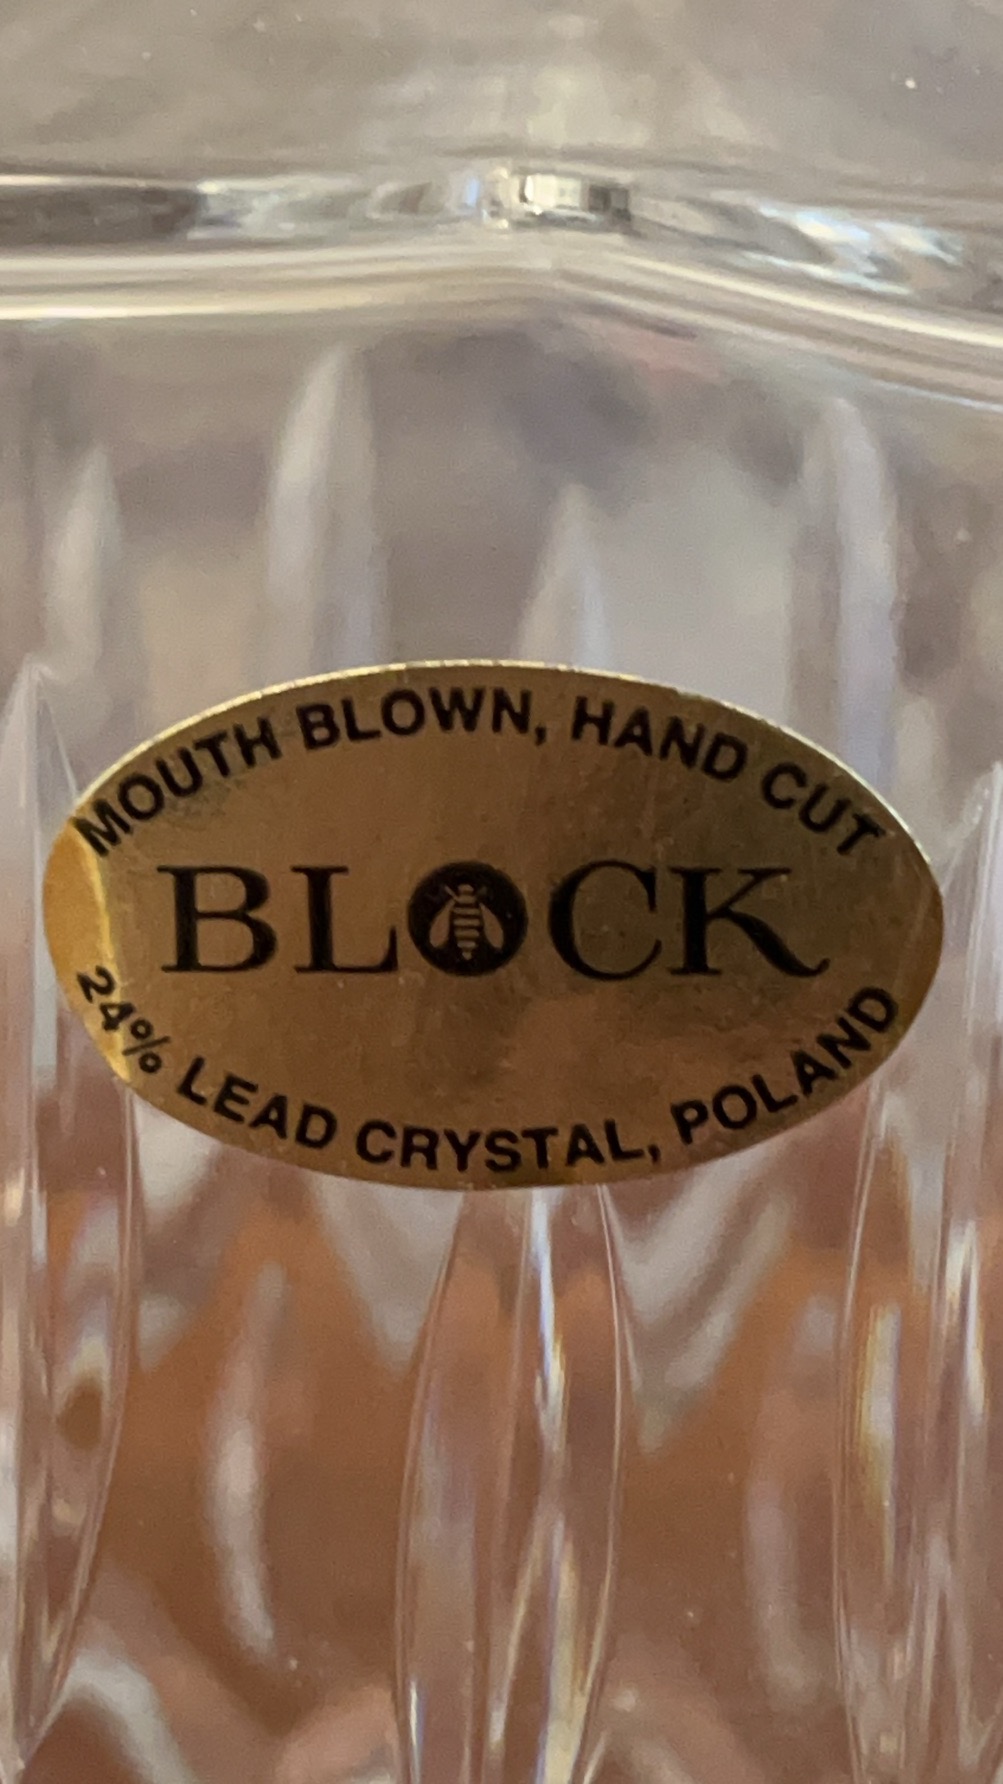 MOUTH BLOWN, HAND CUT
BLOCK
24% LEAD CRYSTAL, POLAND